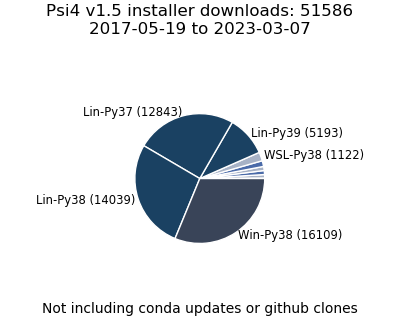 Psi4 v1.5 installer downloads: 51586
2017-05-19 to 2023-03-07
Lin-Py37 (12843)
Lin-Py39 (5193)
WSL-Py38 (1122)
Lin-Py38 (14039)
Win-Py38 (16109)
Not including conda updates or github clones